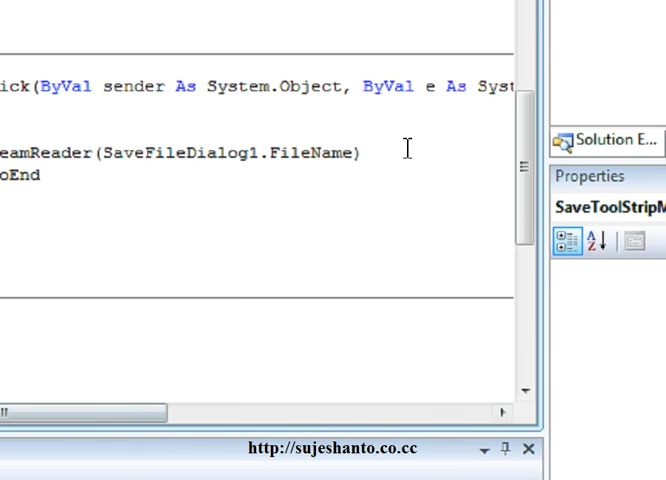 ick(ByVal sender As System.Object, ByVal e As Syst
eamReader(SaveFileDialog1.FileName)
oEnd
Solution E...
Properties
SaveToolStripM
http://sujeshanto.co.cc